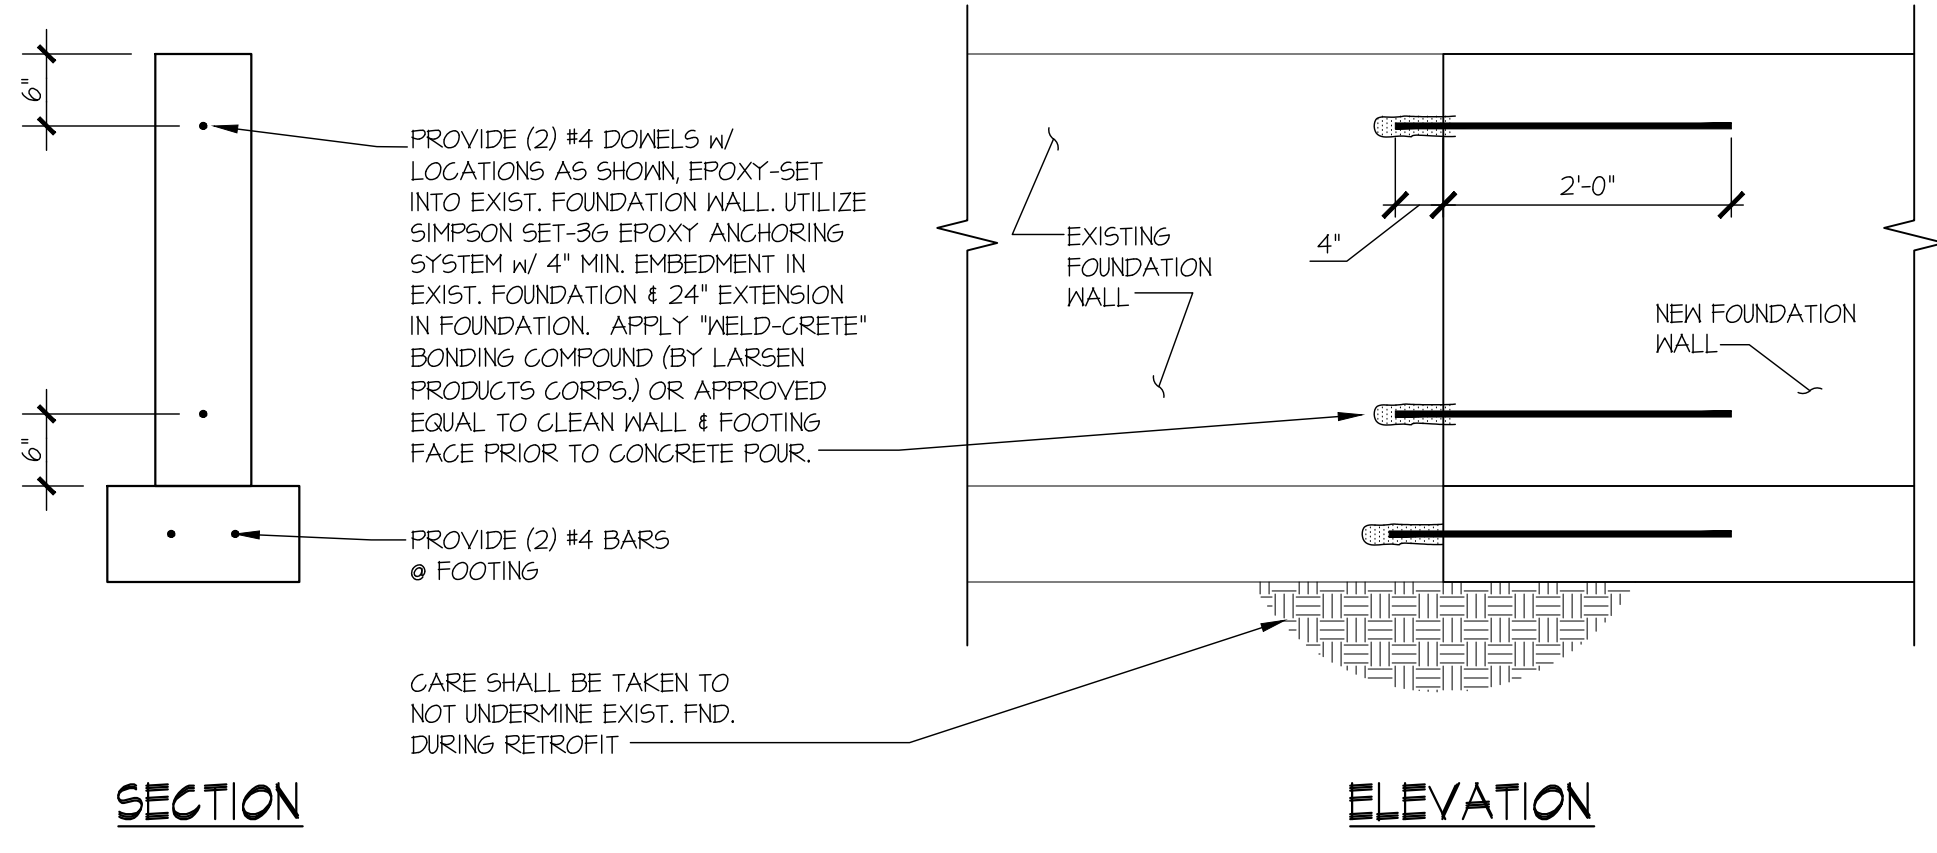 6"
6"
PROVIDE (2) #4 DOWELS w/
LOCATIONS AS SHOWN, EPOXY-SET
INTO EXIST. FOUNDATION WALL. UTILIZE
SIMPSON SET-3G EPOXY ANCHORING
SYSTEM w/ 4" MIN. EMBEDMENT IN
EXIST. FOUNDATION & 24" EXTENSION
IN FOUNDATION.  APPLY "WELD-CRETE"
BONDING COMPOUND (BY LARSEN
PRODUCTS CORPS.) OR APPROVED
EQUAL TO CLEAN WALL & FOOTING
FACE PRIOR TO CONCRETE POUR.
PROVIDE (2) #4 BARS
@ FOOTING
CARE SHALL BE TAKEN TO
NOT UNDERMINE EXIST. FND.
DURING RETROFIT
SECTION
EXISTING
FOUNDATION
WALL
4"
2'-0"
NEW FOUNDATION
WALL
ELEVATION